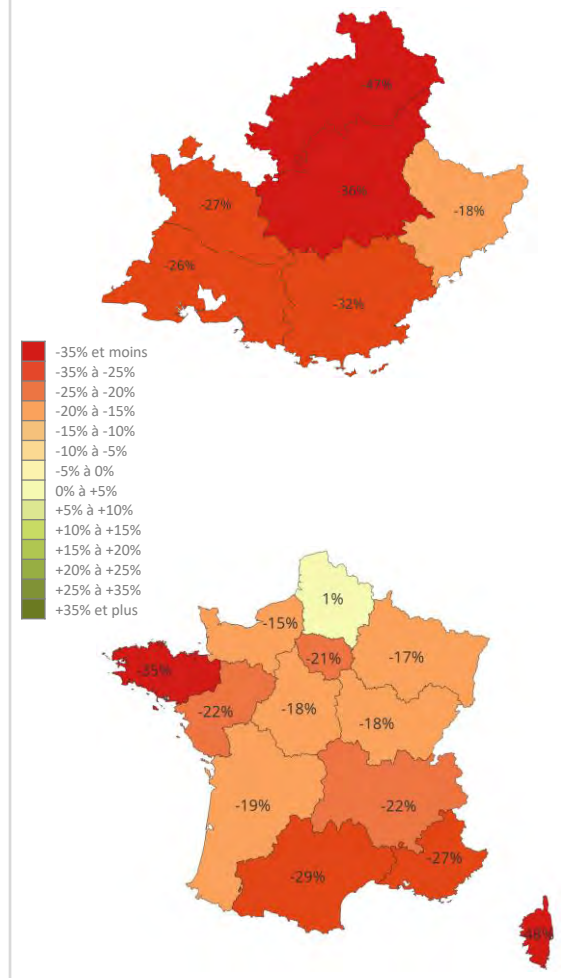 -47%
-36%
-27%
-18%
-26%
-32%
-35% et moins
-35% à -25%
-25% à -20%
-20% à -15%
-15% à -10%
-10% à -5%
-5% à 0%
0% à +5%
+5% à +10%
+10% à +15%
+15% à +20%
+20% à +25%
+25% à +35%
+35% et plus
1%
-15%
-21%
-17%
-35%
-22%
-18%
-18%
-19%
-22%
-27%
-29%